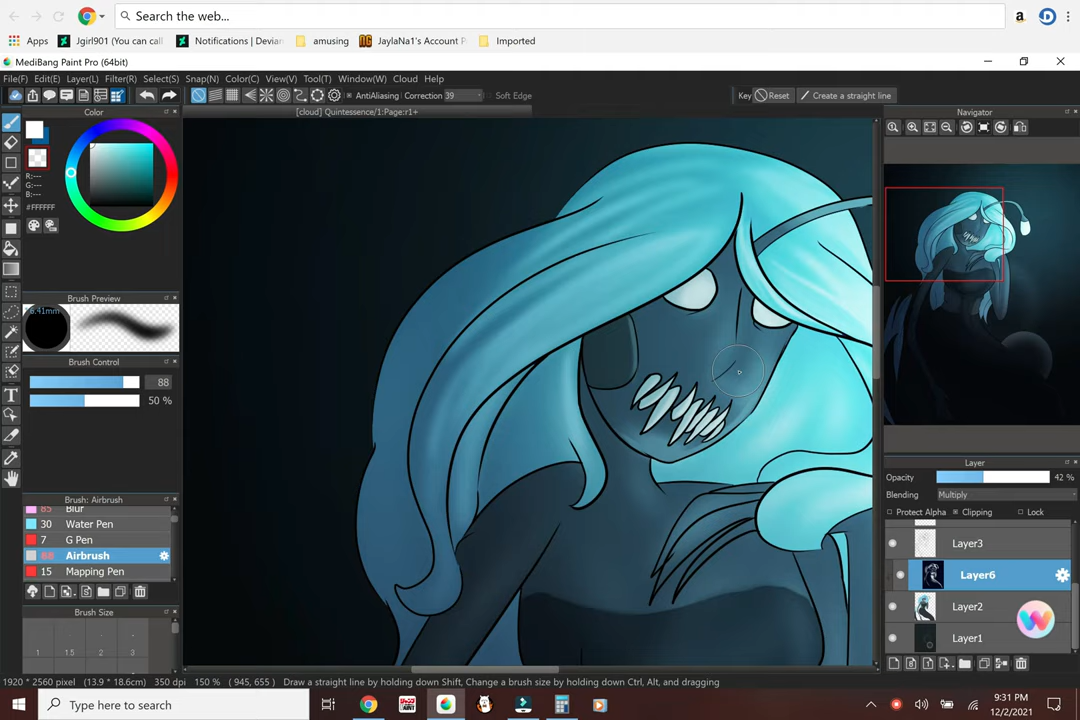 Search the web...
Apps
Jgirl901 (You can call
Notifications | Devian
amusing
JaylaNa1's Account P
Imported
MediBang Paint Pro (64bit)
File(F) Edit(E) Layer(L) Filter(R) Select(S) Snap(N) Color(C) View(V) Tool(T) Window(W) Cloud Help
AntiAliasing Correction 39 Soft Edge Key Reset Create a straight line
Color
[cloud] Quintessence/1:Page:r1+
Navigator
R:---
G:---
B:---
#FFFFFF
Brush Preview
6.41mm
Brush Control
88
50 %
Brush: Airbrush
85 Blur
30 Water Pen
7 G Pen
88 Airbrush
15 Mapping Pen
Brush Size
1 1.5 2 3
Layer
Opacity 42 %
Blending Multiply
Protect Alpha Clipping Lock
Layer3
Layer6
Layer2
Layer1
1920 * 2560 pixel (13.9 * 18.6cm) 350 dpi 150 % ( 945, 655 ) Draw a straight line by holding down Shift, Change a brush size by holding down Ctrl, Alt, and dragging
Type here to search
9:31 PM
12/2/2021